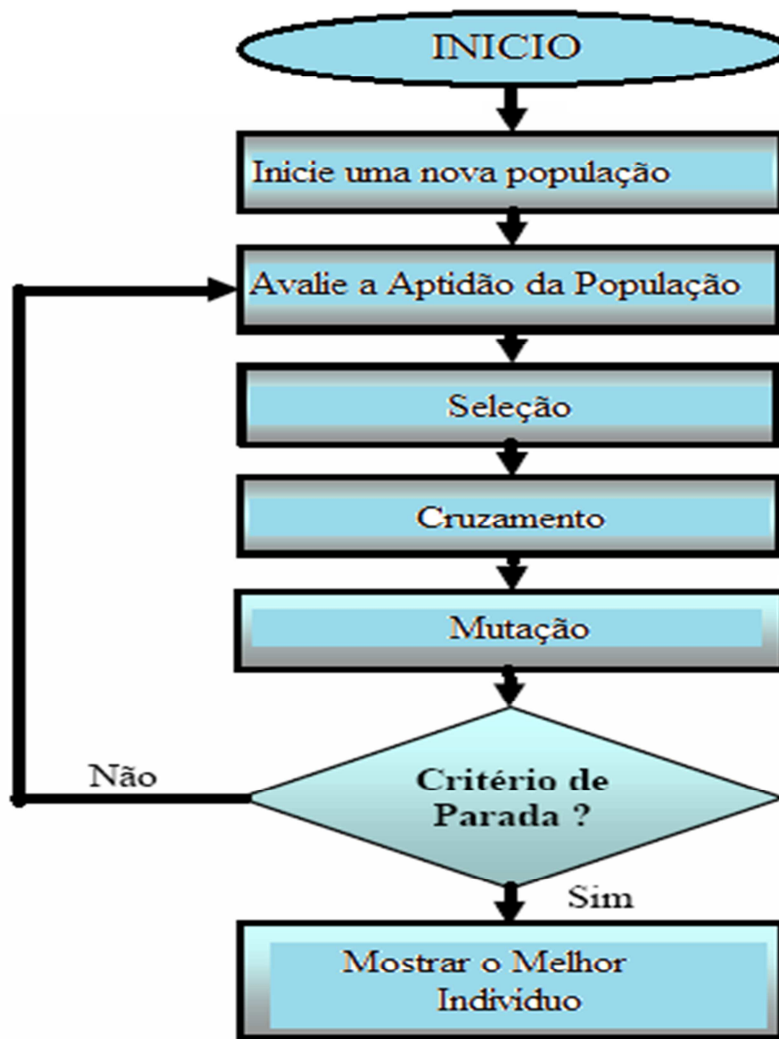 INICIO
Inicie uma nova população
Avalie a Aptidão da População
Seleção
Cruzamento
Mutação
Não
Critério de
Parada ?
Sim
Mostrar o Melhor
Indivíduo